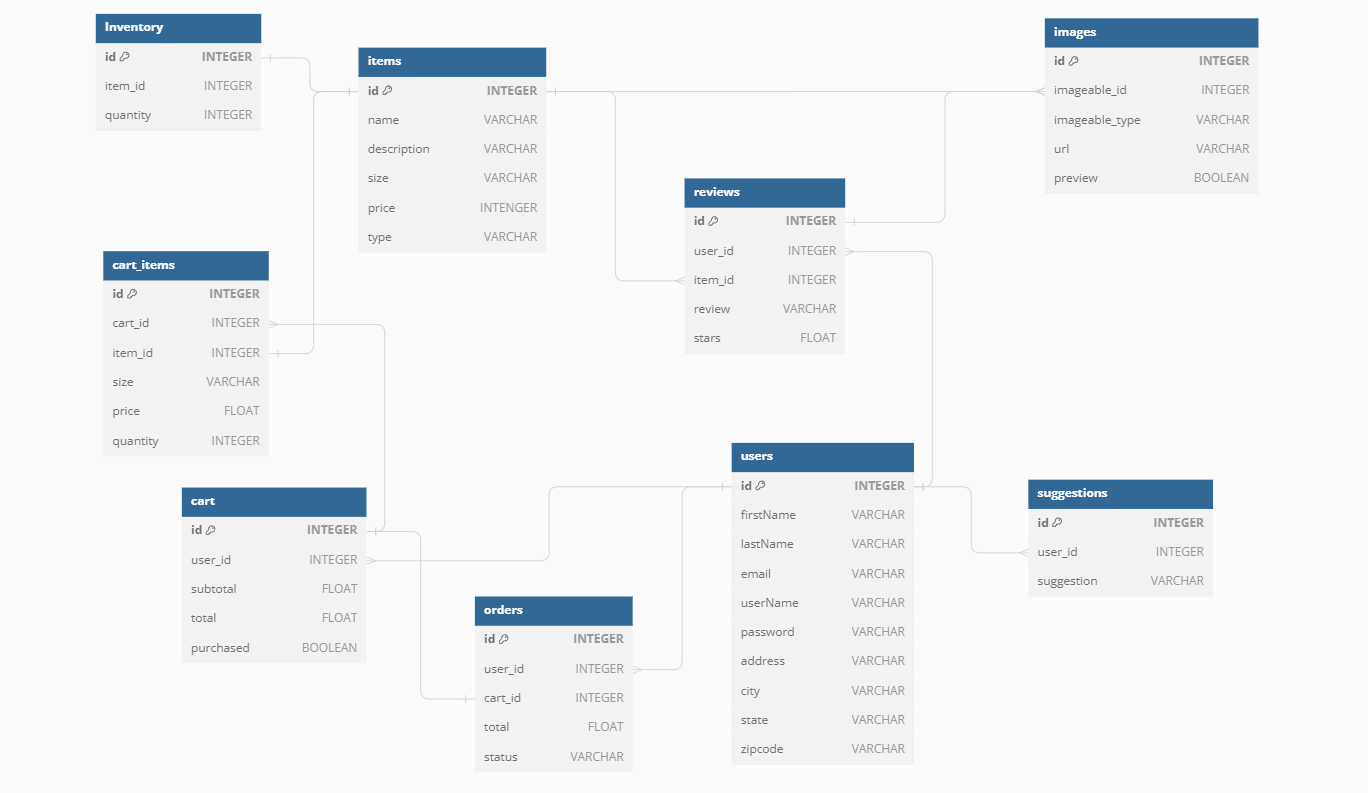 Inventory
id INTEGER
item_id INTEGER
quantity INTEGER
items
id INTEGER
name VARCHAR
description VARCHAR
size VARCHAR
price INTENGER
type VARCHAR
images
id INTEGER
imageable_id INTEGER
imageable_type VARCHAR
url VARCHAR
preview BOOLEAN
reviews
id INTEGER
user_id INTEGER
item_id INTEGER
review VARCHAR
stars FLOAT
cart_items
id INTEGER
cart_id INTEGER
item_id INTEGER
size VARCHAR
price FLOAT
quantity INTEGER
cart
id INTEGER
user_id INTEGER
subtotal FLOAT
total FLOAT
purchased BOOLEAN
orders
id INTEGER
user_id INTEGER
cart_id INTEGER
total FLOAT
status VARCHAR
users
id INTEGER
firstName VARCHAR
lastName VARCHAR
email VARCHAR
userName VARCHAR
password VARCHAR
address VARCHAR
city VARCHAR
state VARCHAR
zipcode VARCHAR
suggestions
id INTEGER
user_id INTEGER
suggestion VARCHAR